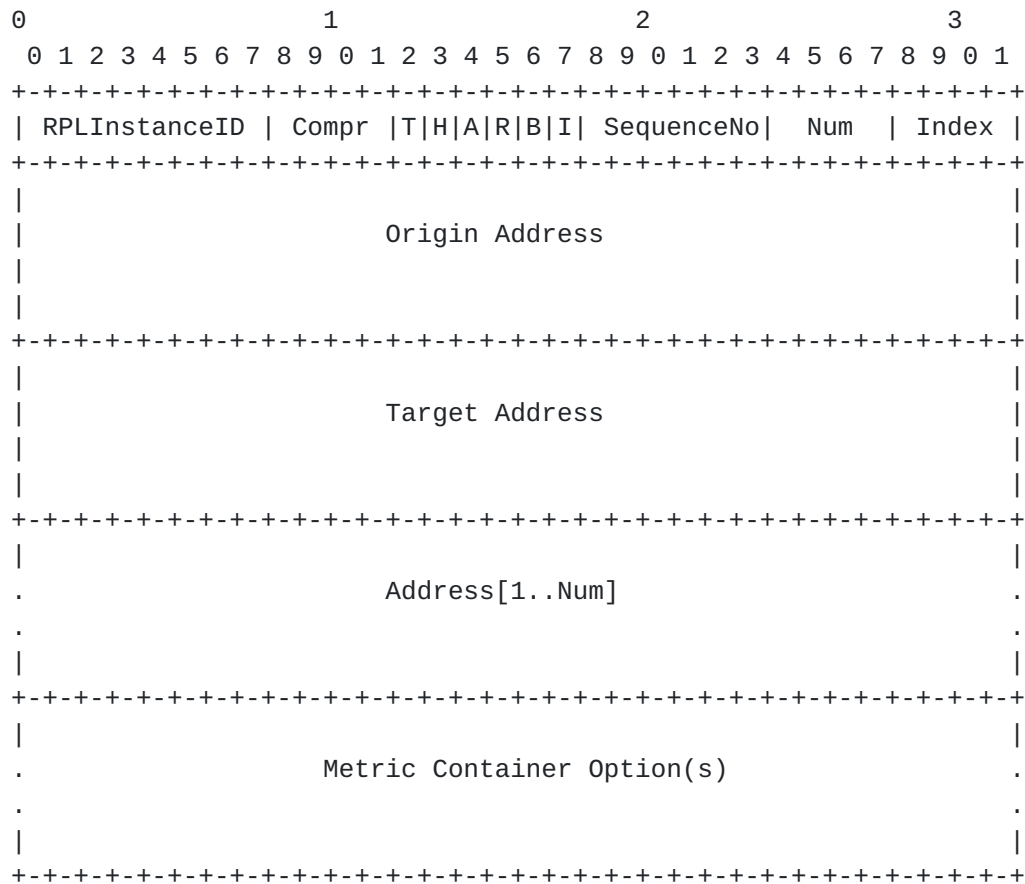 0                   1                   2                   3
 0 1 2 3 4 5 6 7 8 9 0 1 2 3 4 5 6 7 8 9 0 1 2 3 4 5 6 7 8 9 0 1
+-+-+-+-+-+-+-+-+-+-+-+-+-+-+-+-+-+-+-+-+-+-+-+-+-+-+-+-+-+-+-+-+
| RPLInstanceID | Compr |T|H|A|R|B|I| SequenceNo|  Num  | Index |
+-+-+-+-+-+-+-+-+-+-+-+-+-+-+-+-+-+-+-+-+-+-+-+-+-+-+-+-+-+-+-+-+
|                                                               |
|                       Origin Address                          |
|                                                               |
|                                                               |
+-+-+-+-+-+-+-+-+-+-+-+-+-+-+-+-+-+-+-+-+-+-+-+-+-+-+-+-+-+-+-+-+
|                                                               |
|                       Target Address                          |
|                                                               |
|                                                               |
+-+-+-+-+-+-+-+-+-+-+-+-+-+-+-+-+-+-+-+-+-+-+-+-+-+-+-+-+-+-+-+-+
|                                                               |
.                       Address[1..Num]                         .
.                                                               .
|                                                               |
+-+-+-+-+-+-+-+-+-+-+-+-+-+-+-+-+-+-+-+-+-+-+-+-+-+-+-+-+-+-+-+-+
|                                                               |
.                   Metric Container Option(s)                  .
.                                                               .
|                                                               |
+-+-+-+-+-+-+-+-+-+-+-+-+-+-+-+-+-+-+-+-+-+-+-+-+-+-+-+-+-+-+-+-+